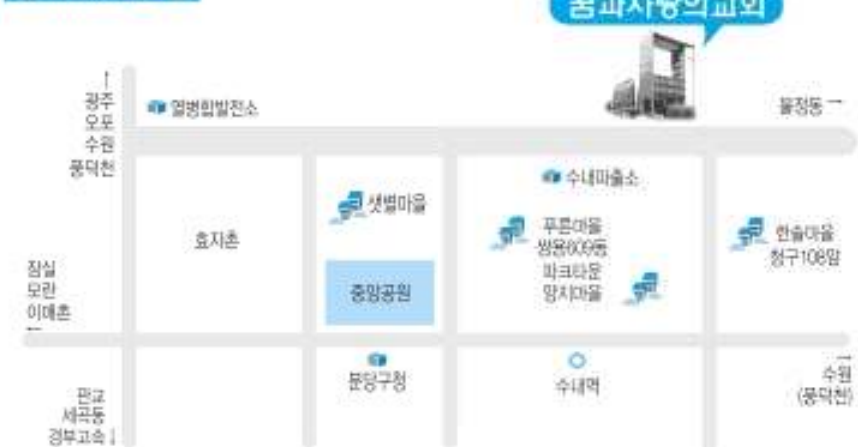 꿈과사랑의교회
↑
광주
오포
수원
풍덕천
열병합발전소
불정동 →
수내파출소
샛별마을
효자촌
푸른마을
쌍용609동
파크타운
양지마을
한솔마을
청구108앞
잠실
모란
이매촌
←
중앙공원
분당구청
수내역
→
수원
(풍덕천)
판교
세곡동
경부고속↓